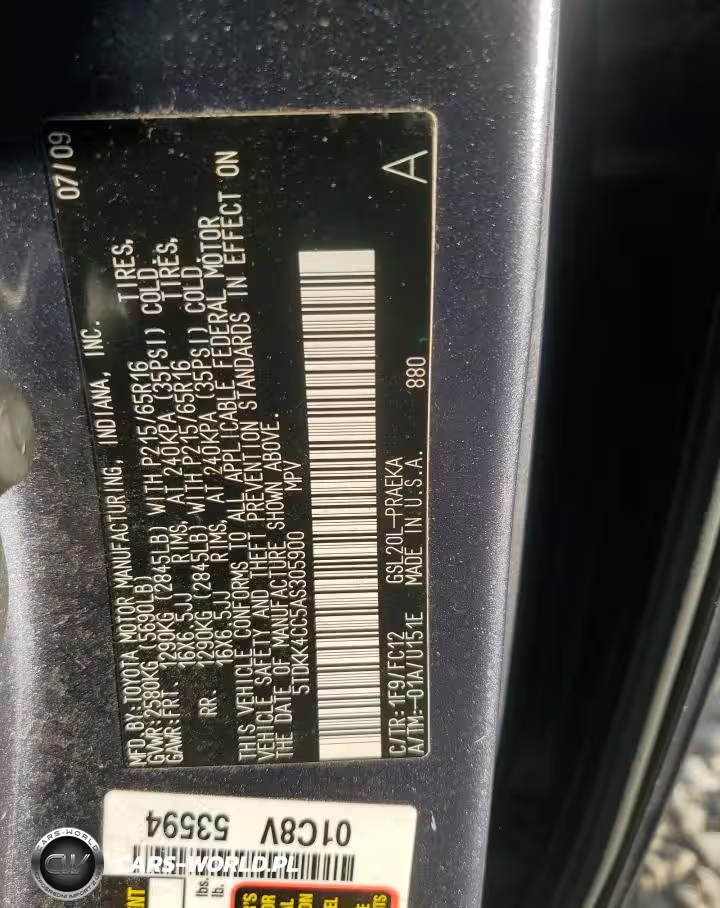 07/09
MFD.BY:TOYOTA MOTOR MANUFACTURING, INDIANA, INC.
GVWR:2580KG (5690LB)
GAWR:FRT. 1290KG (2845LB) WITH P215/65R16 TIRES,
16X6.5JJ RIMS, AT 240KPA (35PSI) COLD
RR. 1290KG (2845LB) WITH P215/65R16 TIRES,
16X6.5JJ RIMS, AT 240KPA (35PSI) COLD.
THIS VEHICLE CONFORMS TO ALL APPLICABLE FEDERAL MOTOR
VEHICLE SAFETY AND THEFT PREVENTION STANDARDS IN EFFECT ON
THE DATE OF MANUFACTURE SHOWN ABOVE.
5TDKK4CC5AS305900 MPV
A
C/TR:1F9/FC12 GSL20L-PRAEKA 880
A/TM:-01A/U151E MADE IN U.S.A.
01C8V
53594
lbs.
CARS-WORLD.PL
CARS-WORLD
CW